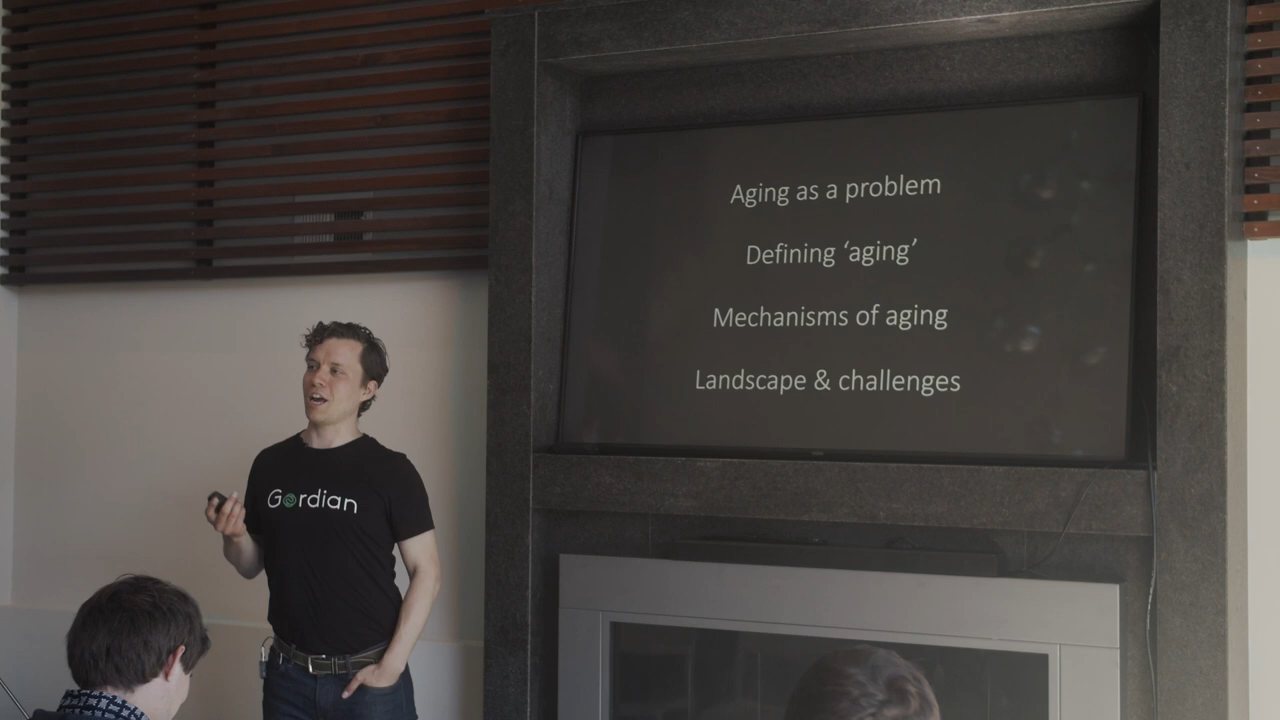 Aging as a problem
Defining ‘aging’
Mechanisms of aging
Landscape & challenges
Gordian